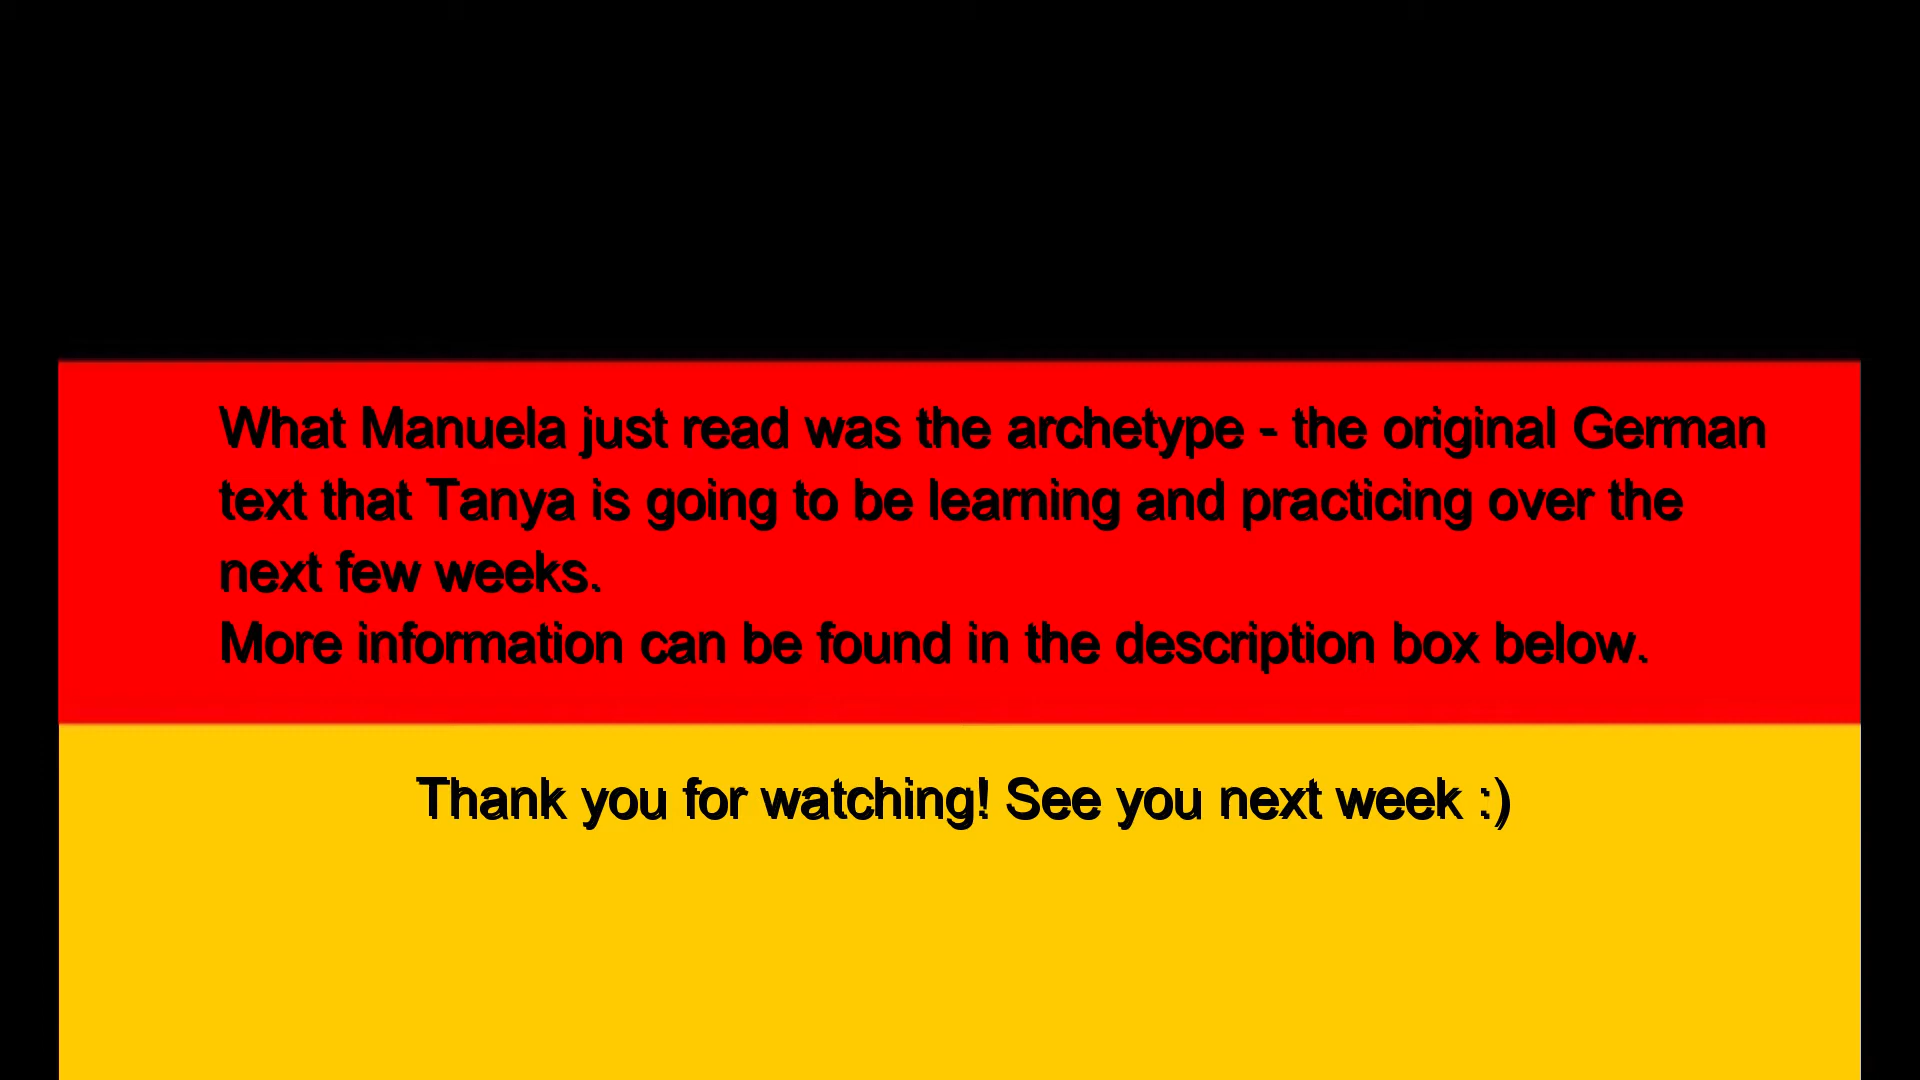 What Manuela just read was the archetype - the original German
text that Tanya is going to be learning and practicing over the
next few weeks.
More information can be found in the description box below.
Thank you for watching! See you next week :)